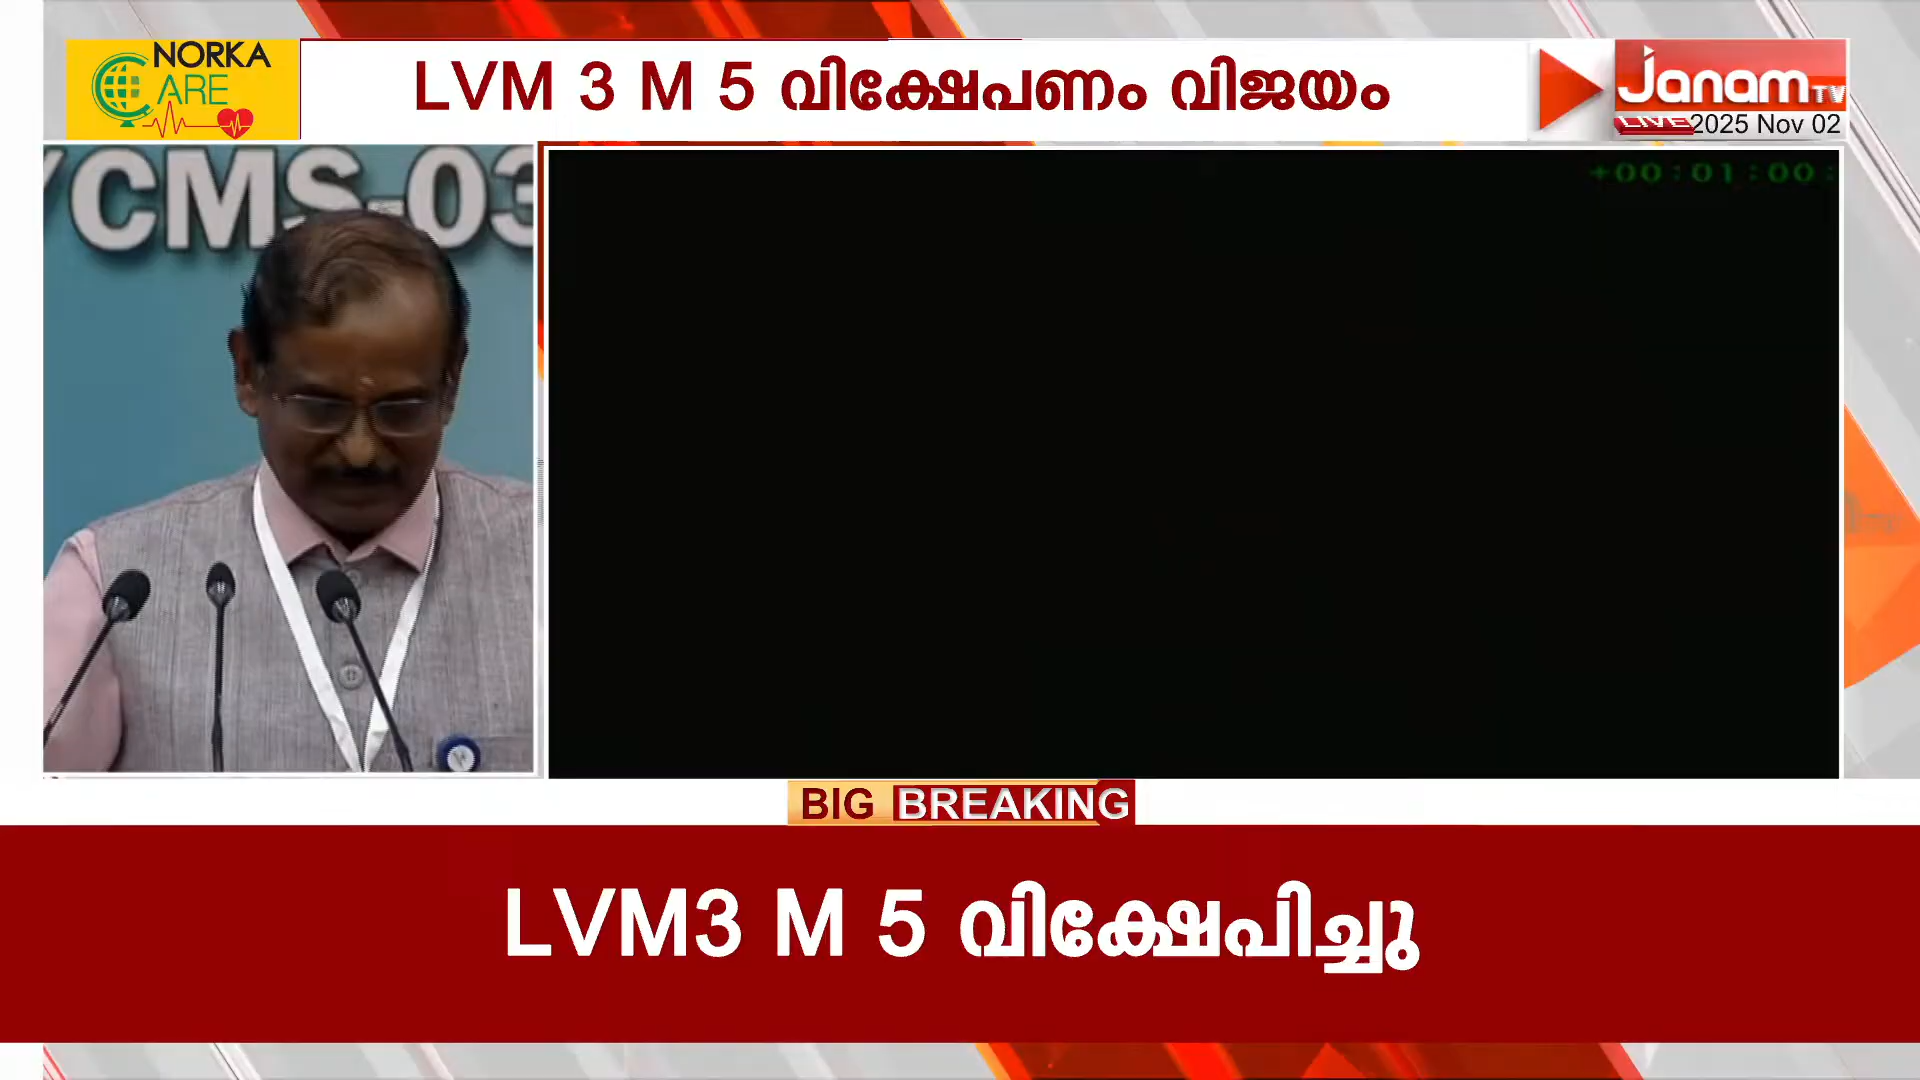 NORKA
CARE
LVM 3 M 5 വിക്ഷേപണം വിജയം
Janam TV
LIVE
2025 Nov 02
CMS-03
+00:01:00:
BIG BREAKING
LVM3 M 5 വിക്ഷേപിച്ചു